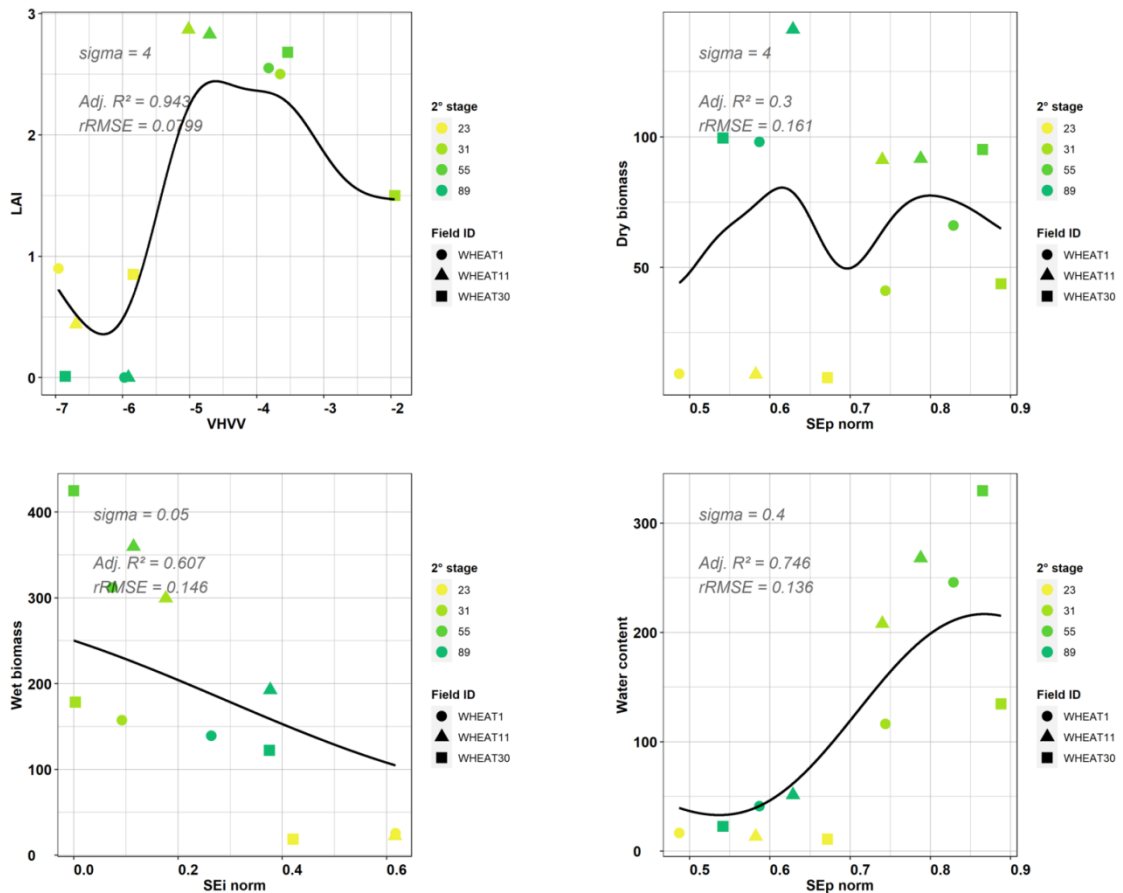 3
2
1
0
LAI
sigma = 4
Adj. R² = 0.943
rRMSE = 0.0799
-7
-6
-5
-4
-3
-2
VHVV
2° stage
23
31
55
89
Field ID
WHEAT1
WHEAT11
WHEAT30
100
50
Dry biomass
sigma = 4
Adj. R² = 0.3
rRMSE = 0.161
0.5
0.6
0.7
0.8
0.9
SEp norm
2° stage
23
31
55
89
Field ID
WHEAT1
WHEAT11
WHEAT30
400
300
200
100
0
Wet biomass
sigma = 0.05
Adj. R² = 0.607
rRMSE = 0.146
0.0
0.2
0.4
0.6
SEi norm
2° stage
23
31
55
89
Field ID
WHEAT1
WHEAT11
WHEAT30
300
200
100
0
Water content
sigma = 0.4
Adj. R² = 0.746
rRMSE = 0.136
0.5
0.6
0.7
0.8
0.9
SEp norm
2° stage
23
31
55
89
Field ID
WHEAT1
WHEAT11
WHEAT30